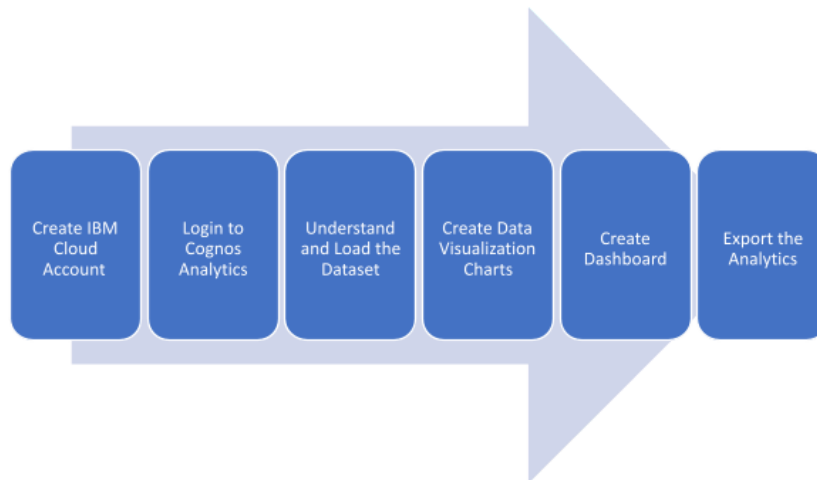 Create IBM
Cloud
Account
Login to
Cognos
Analytics
Understand
and Load the
Dataset
Create Data
Visualization
Charts
Create
Dashboard
Export the
Analytics